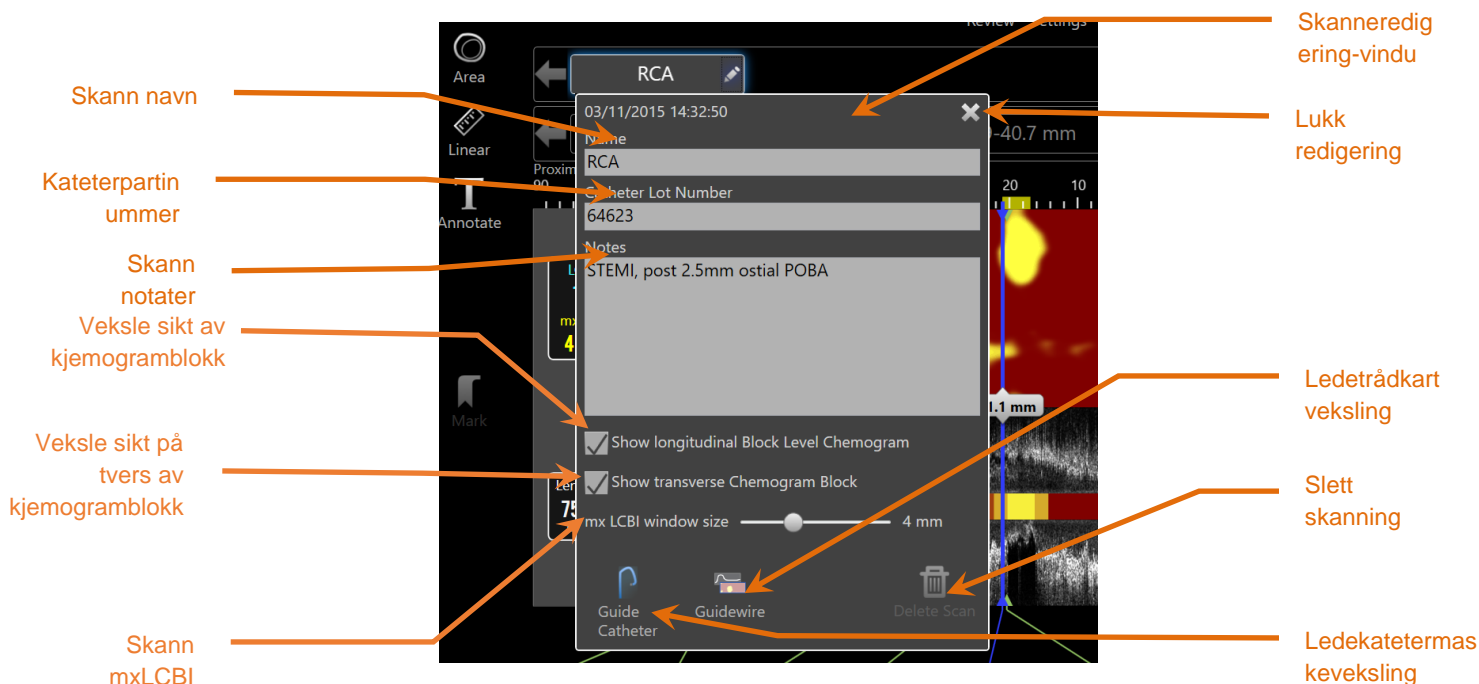 Skann navn
Kateterpartin
ummer
Skann
notater
Veksle sikt av
kjemogramblokk
Veksle sikt på
tvers av
kjemogramblokk
Skann
mxLCBI
Area
Linear
Annotate
Mark
RCA
03/11/2015 14:32:50
Name
RCA
Catheter Lot Number
64623
Notes
STEMI, post 2.5mm ostial POBA
Show longitudinal Block Level Chemogram
Show transverse Chemogram Block
mx LCBI window size
4 mm
Guide
Catheter
Guidewire
Delete Scan
-40.7 mm
Proxim
90
20
10
1.1 mm
mx
4
75
Skanneredig
ering-vindu
Lukk
redigering
Ledetrådkart
veksling
Slett
skanning
Ledekatetermas
keveksling